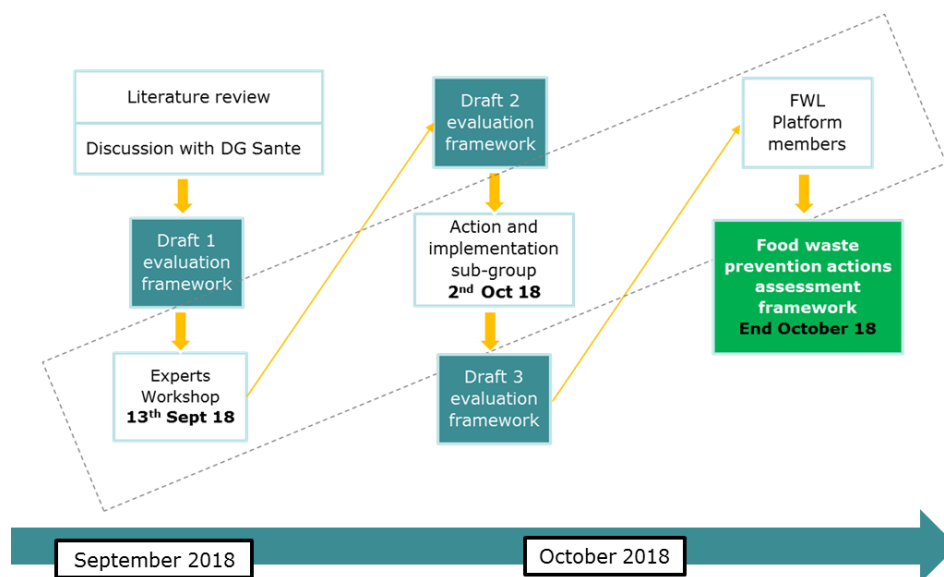 Literature review
Discussion with DG Sante
Draft 1
evaluation
framework
Experts
Workshop
13th Sept 18
Draft 2
evaluation
framework
Action and
implementation
sub-group
2nd Oct 18
Draft 3
evaluation
framework
FWL
Platform
members
Food waste
prevention actions
assessment
framework
End October 18
September 2018
October 2018